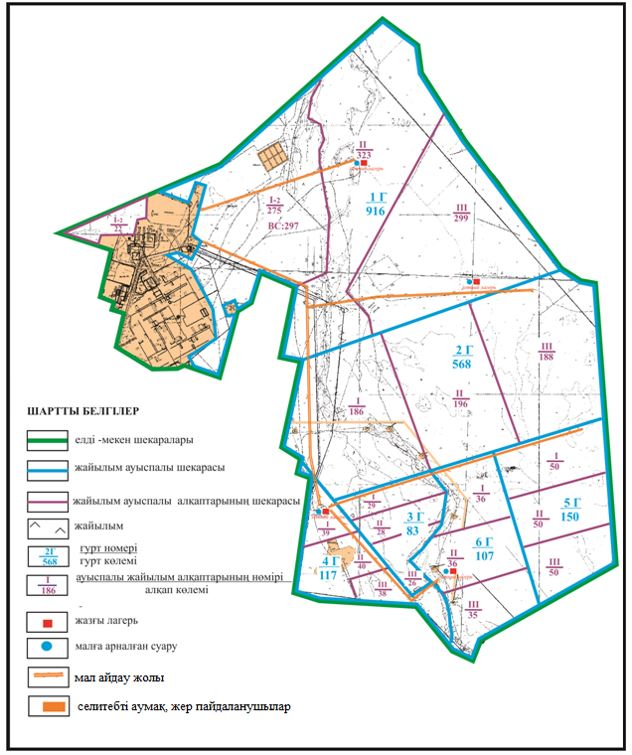 II
323
I-2
275
ВС:297
1 Г
916
III
299
I-2
22
2 Г
568
III
188
II
196
I
186
I
50
I
36
I
29
II
28
3 Г
83
5 Г
150
II
50
I
39
6 Г
107
4 Г
117
II
40
II
36
III
26
III
50
III
38
III
35
ШАРТТЫ БЕЛГІЛЕР
елді -мекен шекаралары
жайылым ауыспалы шекарасы
жайылым ауыспалы алқаптарының шекарасы
жайылым
2Г
568
гурт номері
гурт көлемі
I
186
ауыспалы жайылым алқаптарының нөмірі
алқап көлемі
жазғы лагерь
малға арналған суару
мал айдау жолы
селитебті аумақ, жер пайдаланушылар